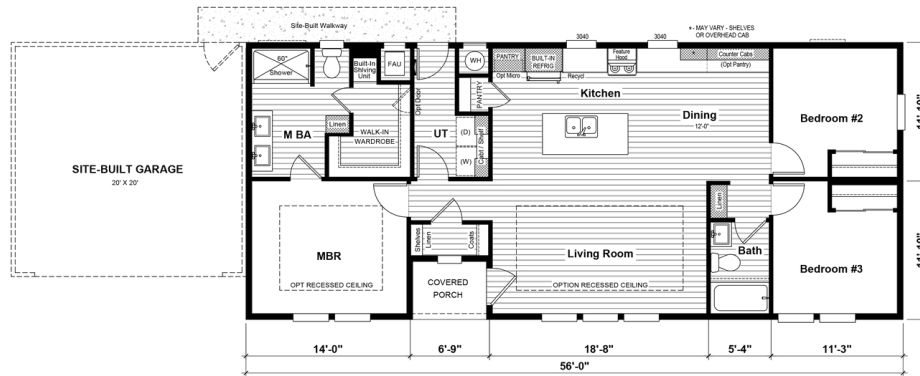 Site-Built Walkway
*- MAY VARY - SHELVES
OR OVERHEAD CAB
3040
3040
60"
Shower
Built-In
Shiving
Unit
FAU
WH
PANTRY
BUILT-IN
REFRIG
Feature
Hood
Counter Cabs
(Opt Pantry)
Opt Micro
Recycl
Opt Door
PANTRY
Kitchen
Dining
12'-0"
Bedroom #2
M BA
Linen
WALK-IN
WARDROBE
UT
(D)
(W)
Cabt / Shelf
SITE-BUILT GARAGE
20' X 20'
MBR
OPT RECESSED CEILING
Shelves
Linen
Coats
COVERED
PORCH
Living Room
OPTION RECESSED CEILING
Linen
Bath
Bedroom #3
14'-0"
6'-9"
18'-8"
5'-4"
11'-3"
56'-0"